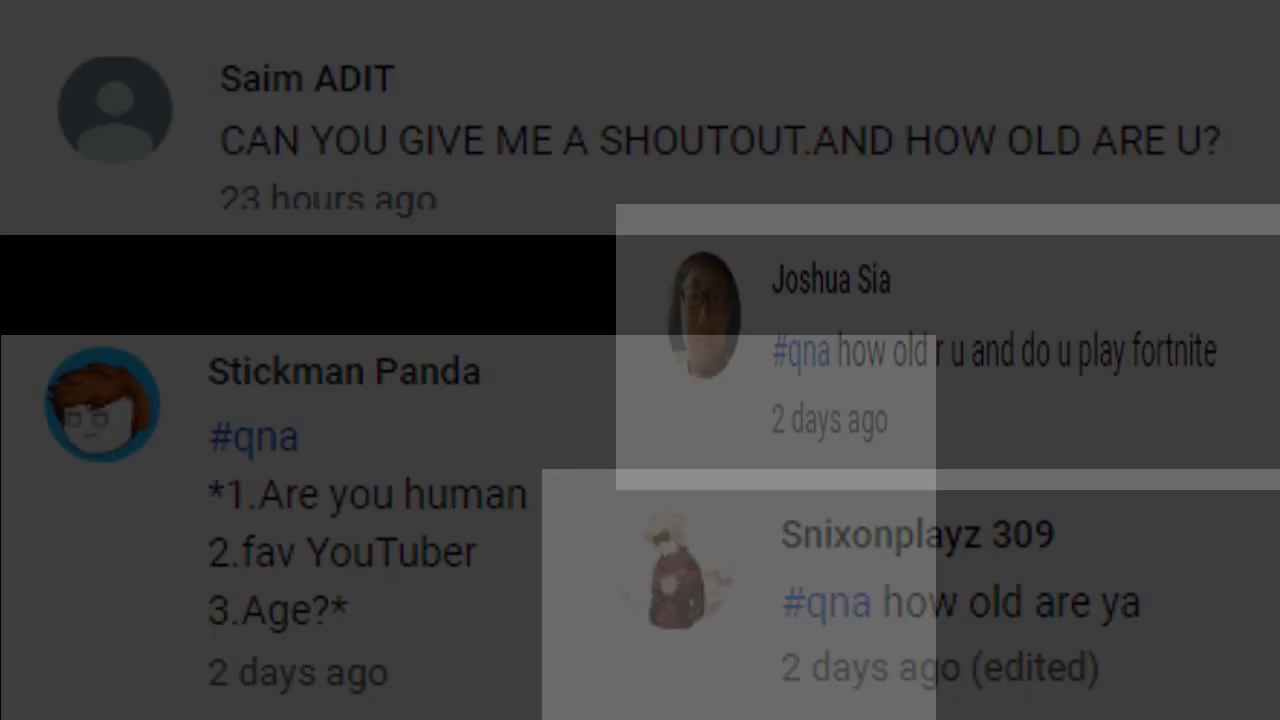 Saim ADIT
CAN YOU GIVE ME A SHOUTOUT.AND HOW OLD ARE U?
23 hours ago
Joshua Sia
#qna how old r u and do u play fortnite
2 days ago
Stickman Panda
#qna
*1.Are you human
2.fav YouTuber
3.Age?*
2 days ago
Snixonplayz 309
#qna how old are ya
2 days ago (edited)